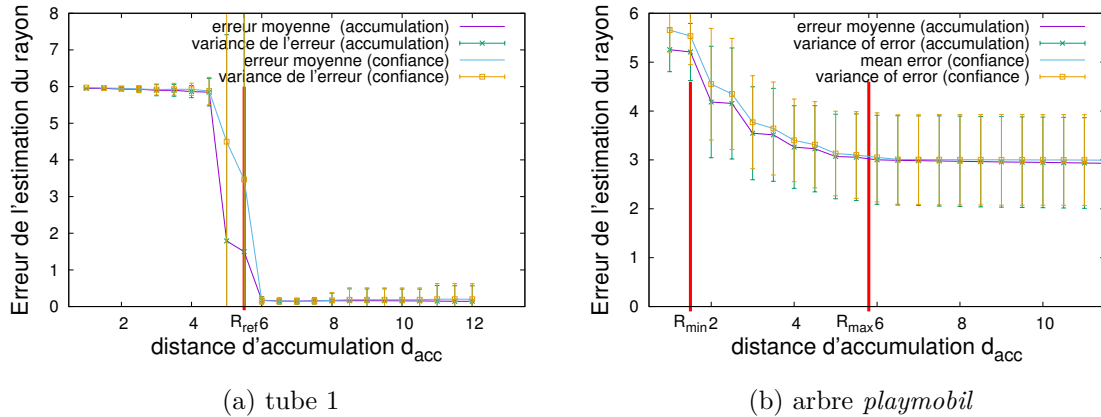 Erreur de l'estimation du rayon
8
7
6
5
4
3
2
1
0
erreur moyenne (accumulation)
variance de l'erreur (accumulation)
erreur moyenne (confiance)
variance de l'erreur (confiance)
2 4 R_ref 6 8 10 12
distance d'accumulation d_acc
(a) tube 1
Erreur de l'estimation du rayon
6
5
4
3
2
1
0
erreur moyenne (accumulation)
variance of error (accumulation)
mean error (confiance)
variance of error (confiance )
R_min 2 4 R_max 6 8 10
distance d'accumulation d_acc
(b) arbre playmobil